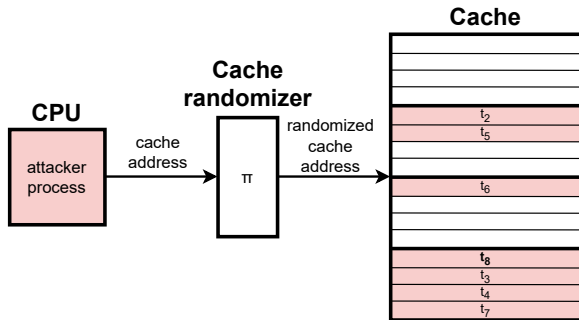 Cache
Cache
randomizer
CPU
attacker
process
cache
address
π
randomized
cache
address
t₂
t₅
t₆
t₈
t₃
t₄
t₇